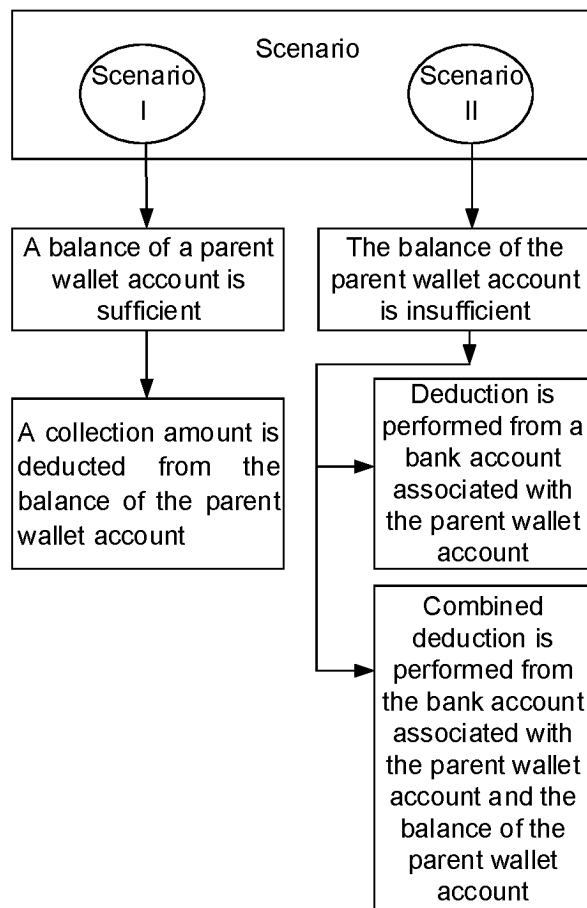 Scenario
Scenario
I
Scenario
II
A balance of a parent
wallet account is
sufficient
The balance of the
parent wallet account
is insufficient
A collection amount is
deducted from the
balance of the parent
wallet account
Deduction is
performed from a
bank account
associated with
the parent wallet
account
Combined
deduction is
performed from
the bank account
associated with
the parent wallet
account and the
balance of the
parent wallet
account